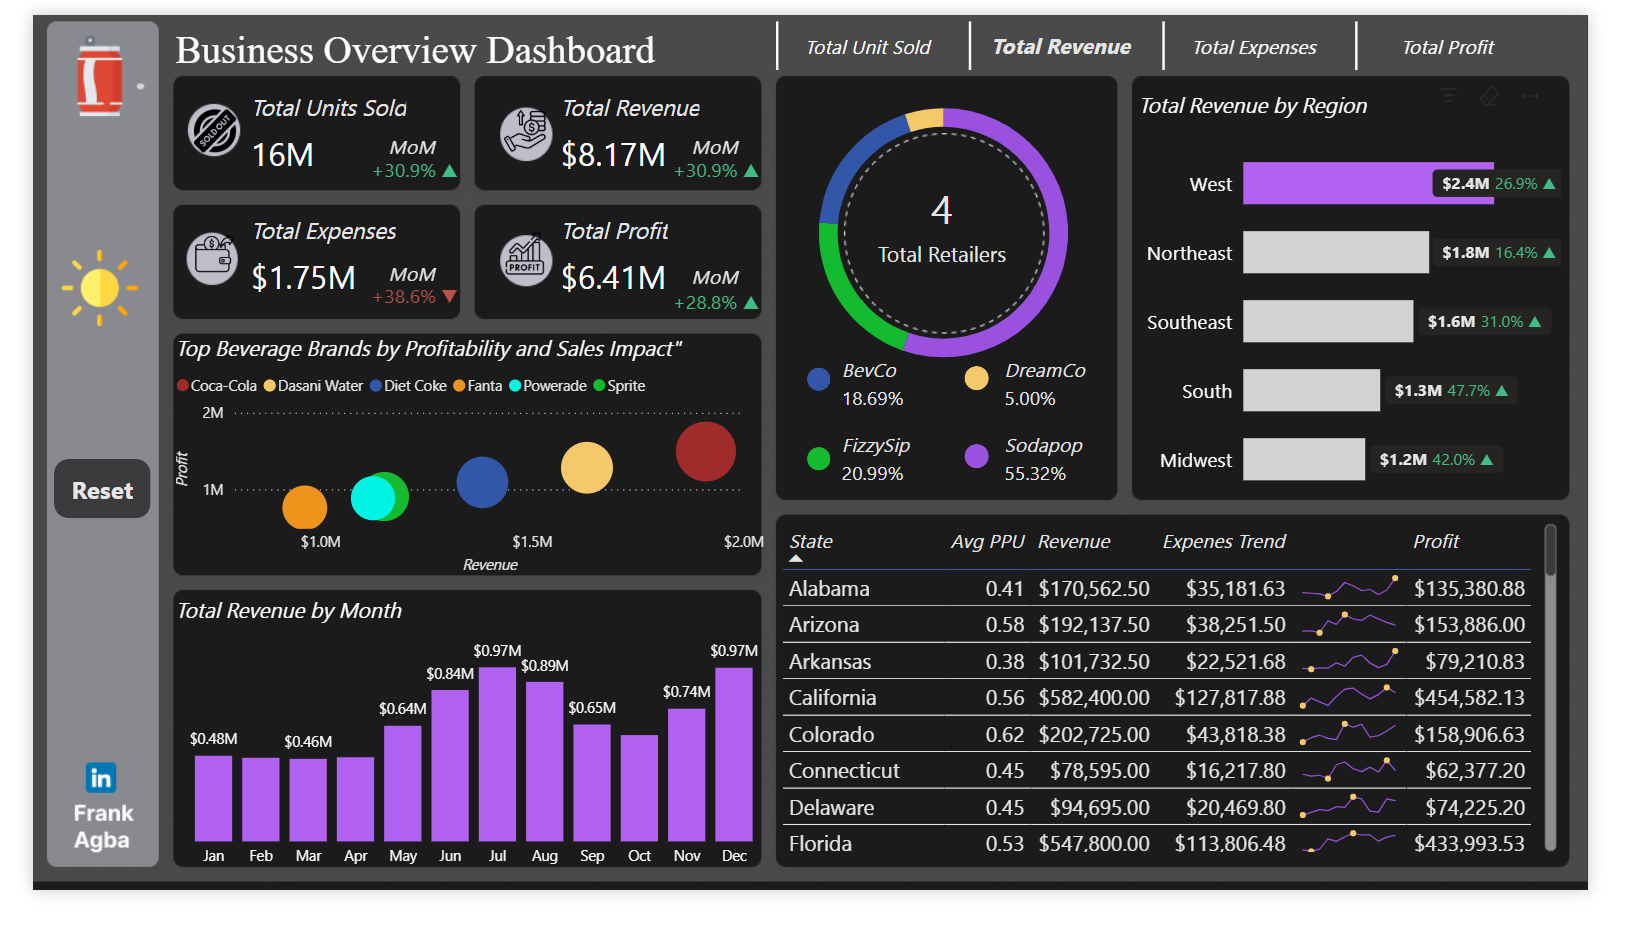 Business Overview Dashboard
Total Unit Sold
Total Revenue
Total Expenses
Total Profit
SOLD OUT
Total Units Sold
16M
MoM
+30.9%
Total Revenue
$8.17M
MoM
+30.9%
Total Expenses
$1.75M
MoM
+38.6%
PROFIT
Total Profit
$6.41M
MoM
+28.8%
Reset
in
Frank
Agba
Top Beverage Brands by Profitability and Sales Impact"
Coca-Cola Dasani Water Diet Coke Fanta Powerade Sprite
2M
1M
Profit
$1.0M $1.5M $2.0M
Revenue
Total Revenue by Month
$0.48M
$0.46M
$0.64M
$0.84M
$0.97M
$0.89M
$0.65M
$0.74M
$0.97M
Jan Feb Mar Apr May Jun Jul Aug Sep Oct Nov Dec
4
Total Retailers
BevCo
18.69%
DreamCo
5.00%
FizzySip
20.99%
Sodapop
55.32%
Total Revenue by Region
West $2.4M 26.9%
Northeast $1.8M 16.4%
Southeast $1.6M 31.0%
South $1.3M 47.7%
Midwest $1.2M 42.0%
State Avg PPU Revenue Expenes Trend Profit
Alabama 0.41 $170,562.50 $35,181.63 $135,380.88
Arizona 0.58 $192,137.50 $38,251.50 $153,886.00
Arkansas 0.38 $101,732.50 $22,521.68 $79,210.83
California 0.56 $582,400.00 $127,817.88 $454,582.13
Colorado 0.62 $202,725.00 $43,818.38 $158,906.63
Connecticut 0.45 $78,595.00 $16,217.80 $62,377.20
Delaware 0.45 $94,695.00 $20,469.80 $74,225.20
Florida 0.53 $547,800.00 $113,806.48 $433,993.53